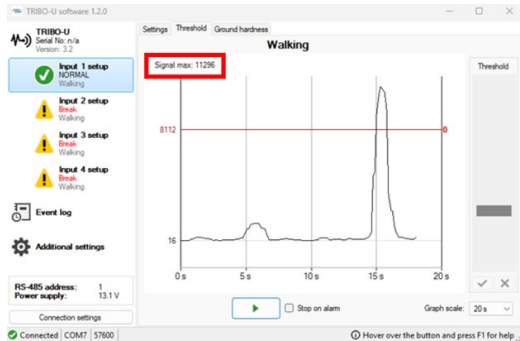 TRIBO-U software 1.2.0
TRIBO-U
Serial No: n/a
Version: 3.2
Input 1 setup
NORMAL
Walking
Input 2 setup
Break
Walking
Input 3 setup
Break
Walking
Input 4 setup
Break
Walking
Event log
Additional settings
RS-485 address: 1
Power supply: 13.1 V
Connection settings
Settings Threshold Ground hardness
Walking
Signal max: 11296
Threshold
8112
0
16
0 s 5 s 10 s 15 s 20 s
Stop on alarm
Graph scale: 20 s
Connected COM7 57600
Hover over the button and press F1 for help